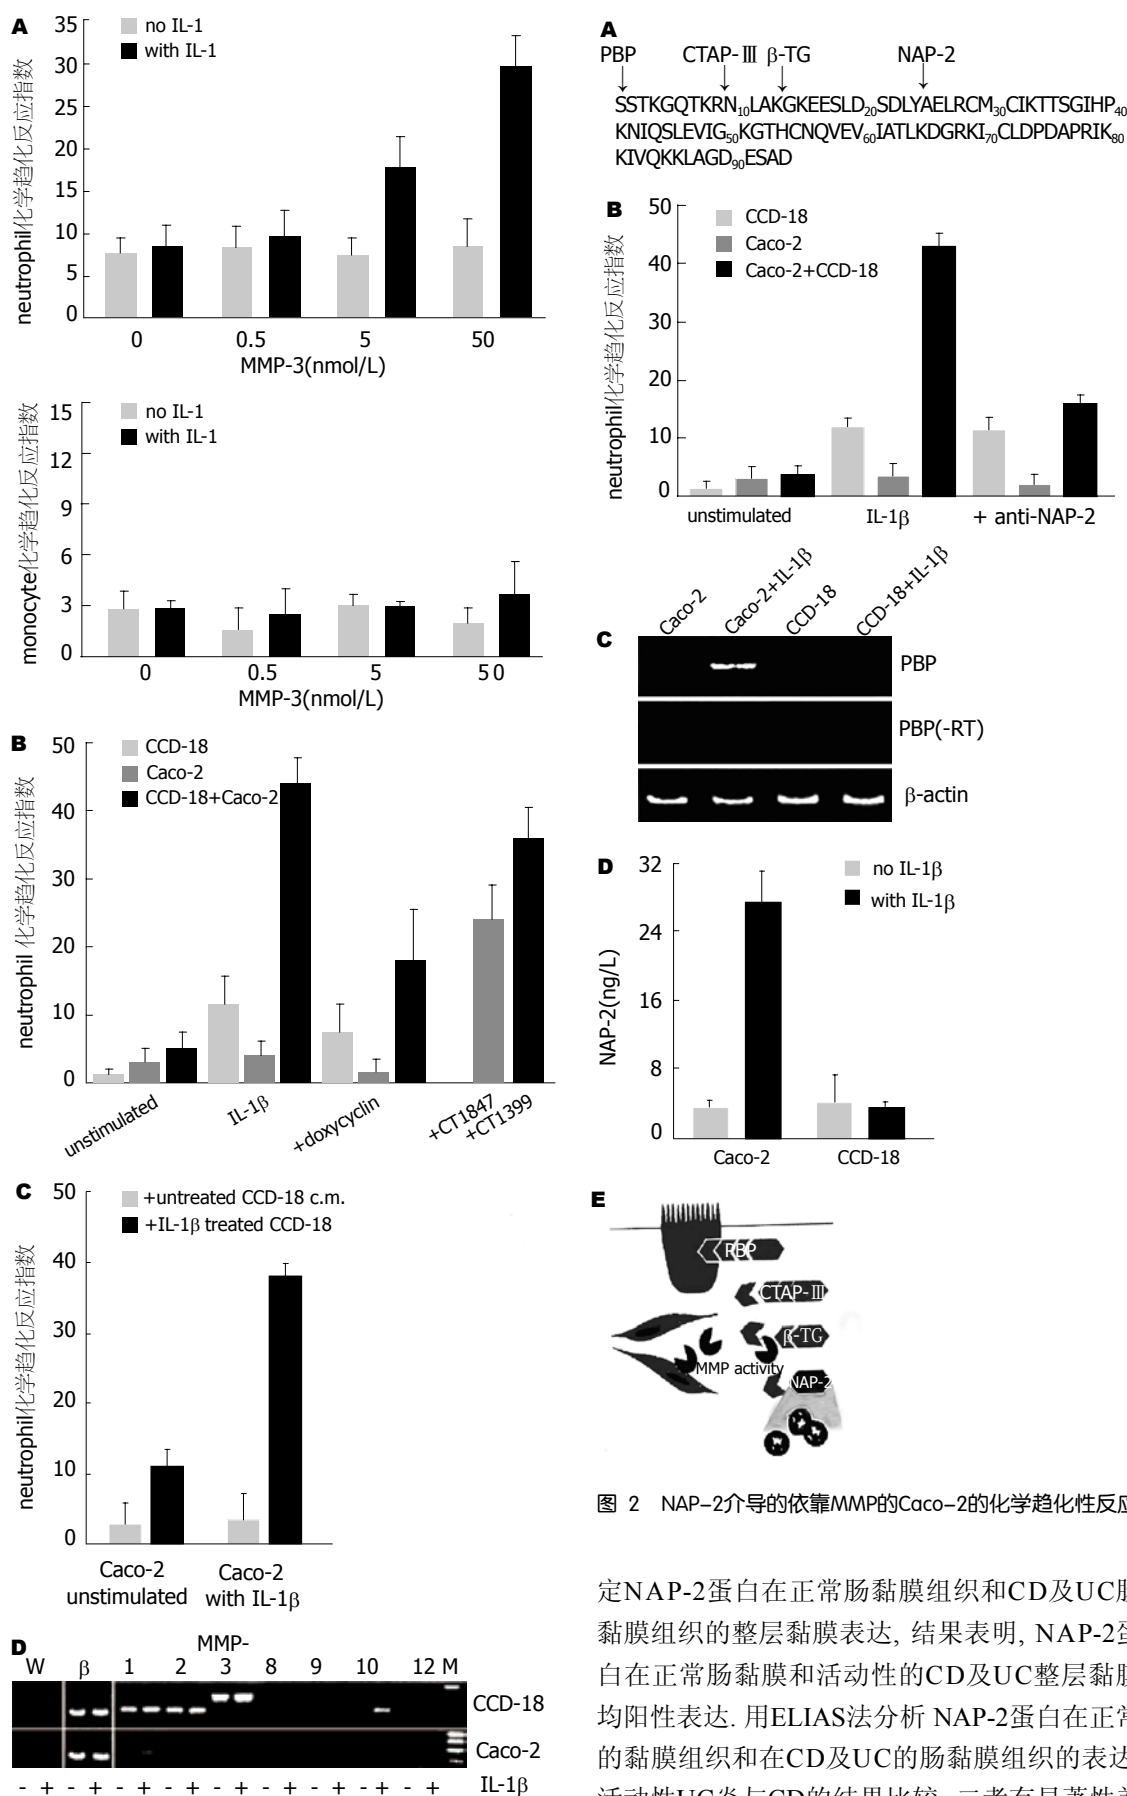 A
35
30
25
20
15
10
5
0
neutrophil化学趋化反应指数
no IL-1
with IL-1
0 0.5 5 50
MMP-3(nmol/L)
15
12
9
6
3
0
monocyte化学趋化反应指数
no IL-1
with IL-1
0 0.5 5 50
MMP-3(nmol/L)
B
50
40
30
20
10
0
neutrophil 化学趋化反应指数
CCD-18
Caco-2
CCD-18+Caco-2
unstimulated
IL-1β
+doxycyclin
+CT1847
+CT1399
C
50
40
30
20
10
0
neutrophil化学趋化反应指数
+untreated CCD-18 c.m.
+IL-1β treated CCD-18
Caco-2 Caco-2
unstimulated with IL-1β
D
MMP-
W β 1 2 3 8 9 10 12 M
CCD-18
Caco-2
- + - + - + - + - + - + - + - + - + IL-1β
A
PBP CTAP-Ⅲ β-TG NAP-2
SSTKGQTKRN10LAKGKEESLD20SDLYAELRCM30CIKTTSGIHP40
KNIQSLEVIG50KGTHCNQVEV60IATLKDGRKI70CLDPDAPRIK80
KIVQKKLAGD90ESAD
B
50
40
30
20
10
0
neutrophil化学趋化反应指数
CCD-18
Caco-2
Caco-2+CCD-18
unstimulated IL-1β + anti-NAP-2
C
Caco-2
Caco-2+IL-1β
CCD-18
CCD-18+IL-1β
PBP
PBP(-RT)
β-actin
D
32
24
16
8
0
NAP-2(ng/L)
no IL-1β
with IL-1β
Caco-2 CCD-18
E
PBP
CTAP-Ⅲ
β-TG
MMP activity
NAP-2
图 2 NAP-2介导的依靠MMP的Caco-2的化学趋化性反应
定NAP-2蛋白在正常肠黏膜组织和CD及UC肠
黏膜组织的整层黏膜表达, 结果表明, NAP-2蛋
白在正常肠黏膜和活动性的CD及UC整层黏膜
均阳性表达. 用ELIAS法分析 NAP-2蛋白在正常
的黏膜组织和在CD及UC的肠黏膜组织的表达